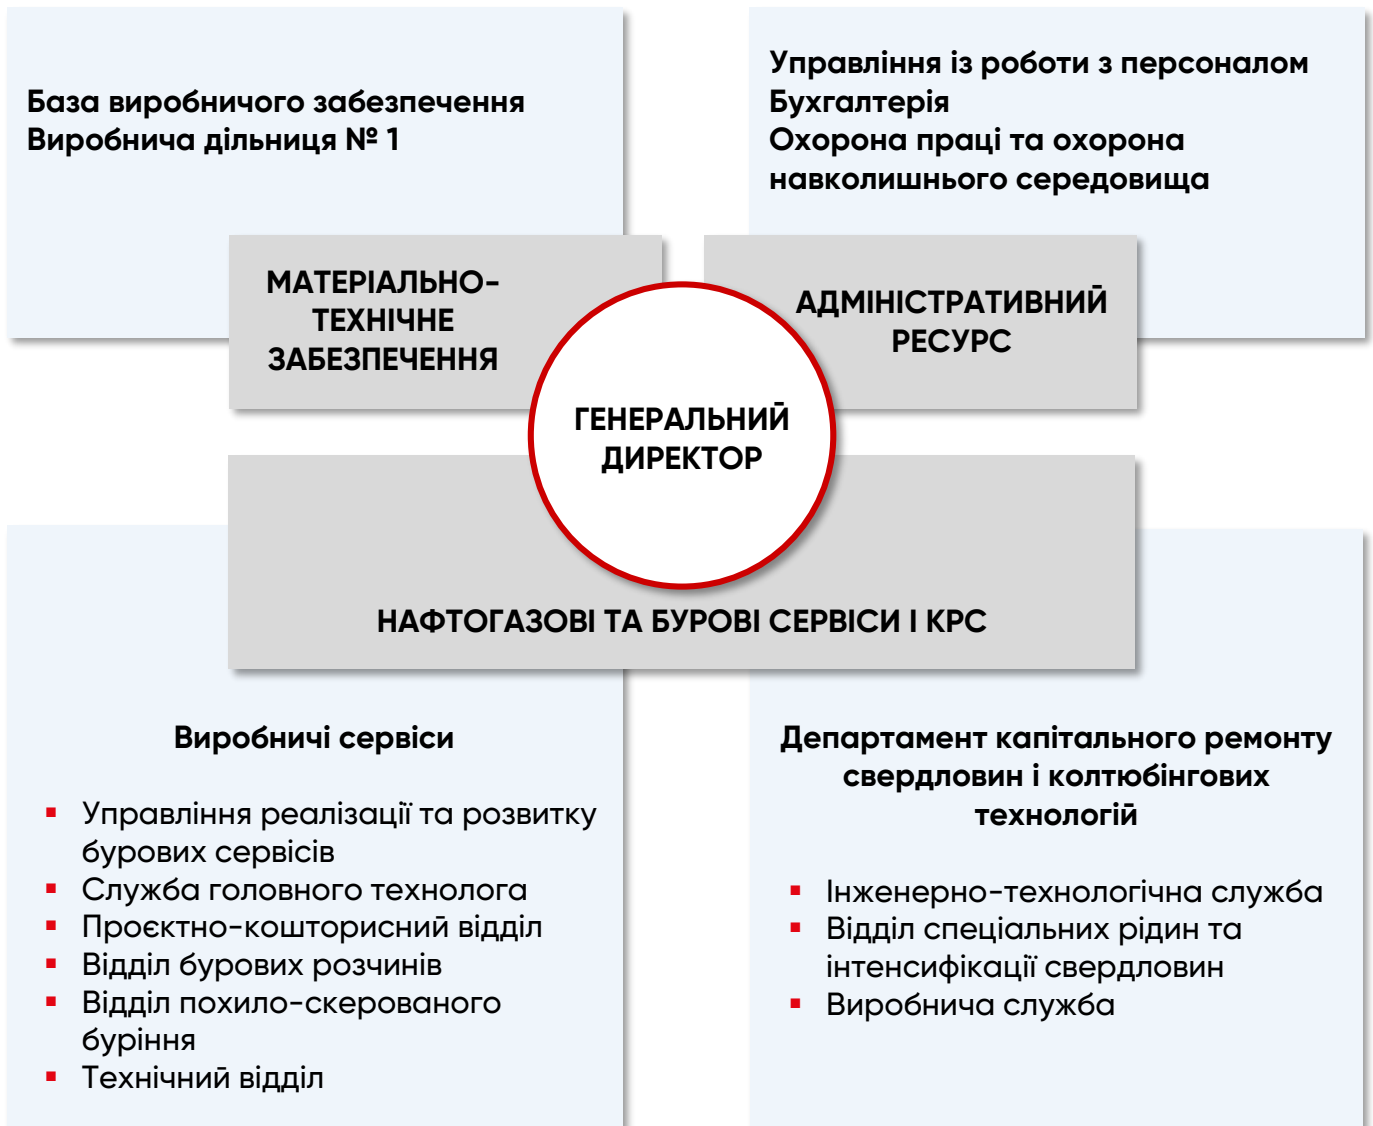 База виробничого забезпечення
Виробнича дільниця № 1
Управління із роботи з персоналом
Бухгалтерія
Охорона праці та охорона
навколишнього середовища
МАТЕРІАЛЬНО-
ТЕХНІЧНЕ
ЗАБЕЗПЕЧЕННЯ
АДМІНІСТРАТИВНИЙ
РЕСУРС
ГЕНЕРАЛЬНИЙ
ДИРЕКТОР
НАФТОГАЗОВІ ТА БУРОВІ СЕРВІСИ І КРС
Виробничі сервіси
▪ Управління реалізації та розвитку
бурових сервісів
▪ Служба головного технолога
▪ Проєктно-кошторисний відділ
▪ Відділ бурових розчинів
▪ Відділ похило-скерованого
буріння
▪ Технічний відділ
Департамент капітального ремонту
свердловин і колтюбінгових
технологій
▪ Інженерно-технологічна служба
▪ Відділ спеціальних рідин та
інтенсифікації свердловин
▪ Виробнича служба